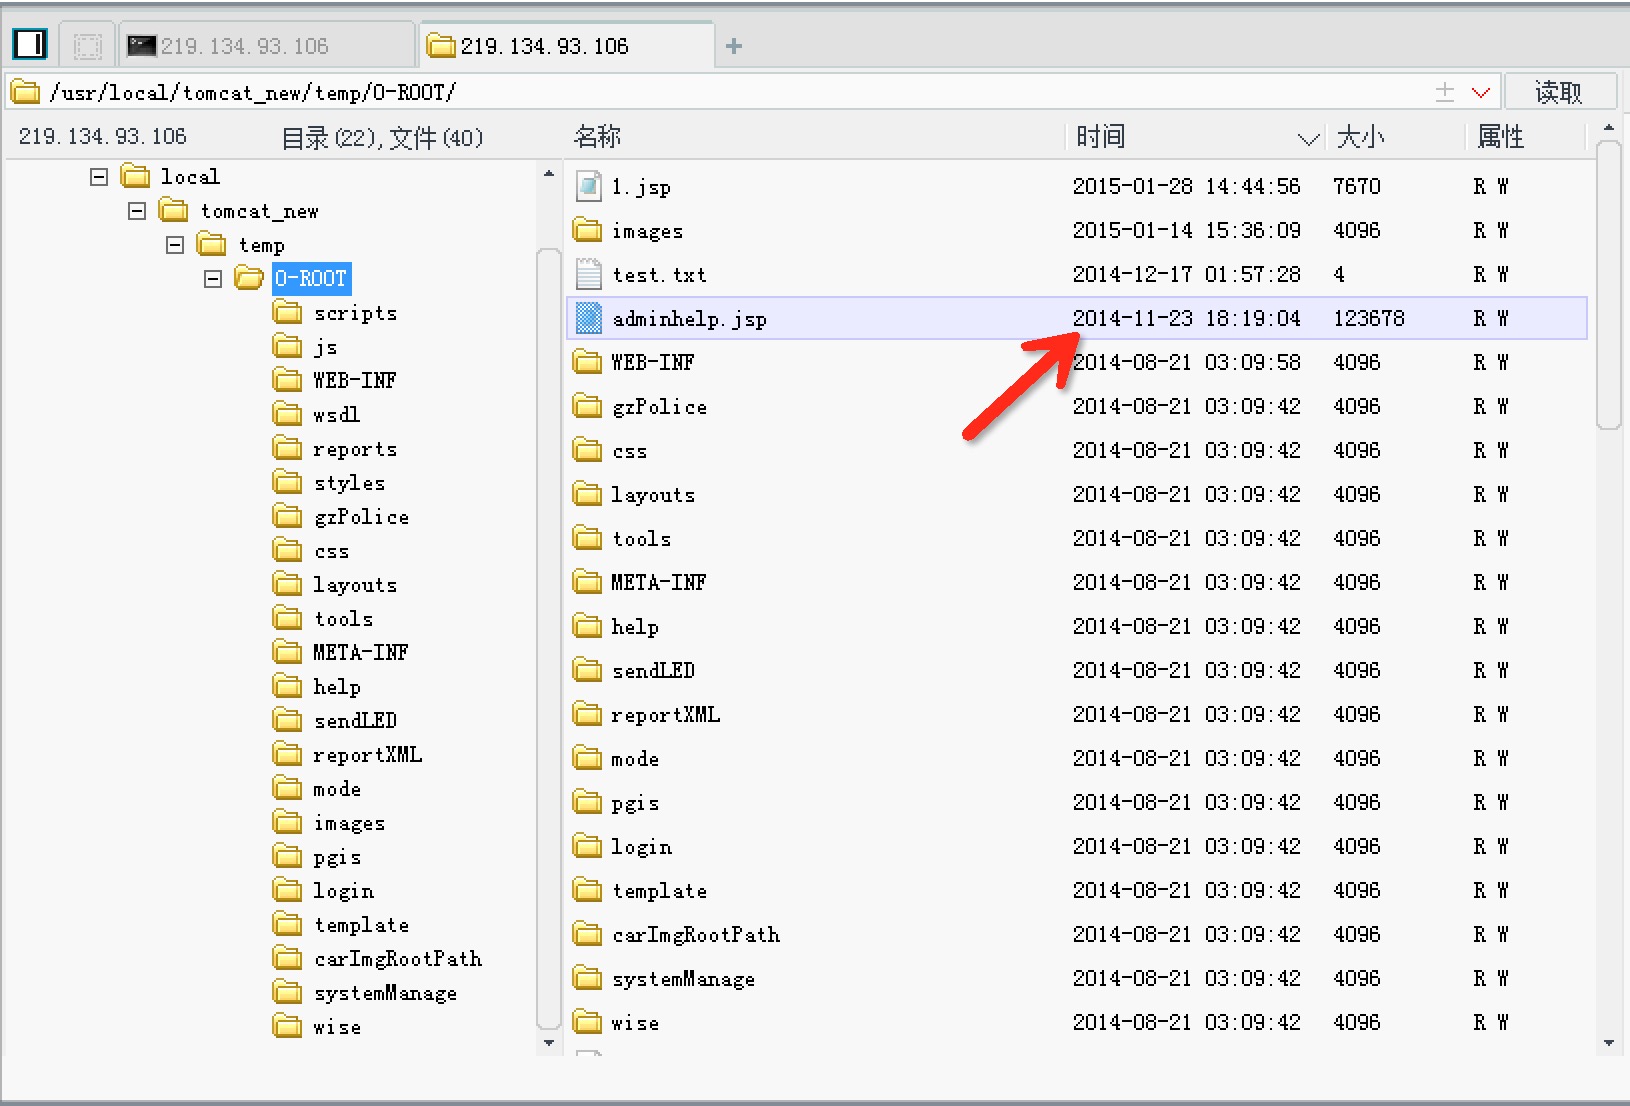 219.134.93.106 219.134.93.106 +
/usr/local/tomcat_new/temp/0-ROOT/ 读取
219.134.93.106 目录(22),文件(40) 名称 时间 大小 属性
local
tomcat_new
temp
0-ROOT
scripts
js
WEB-INF
wsdl
reports
styles
gzPolice
css
layouts
tools
META-INF
help
sendLED
reportXML
mode
images
pgis
login
template
carImgRootPath
systemManage
wise
1.jsp 2015-01-28 14:44:56 7670 R W
images 2015-01-14 15:36:09 4096 R W
test.txt 2014-12-17 01:57:28 4 R W
adminhelp.jsp 2014-11-23 18:19:04 123678 R W
WEB-INF 2014-08-21 03:09:58 4096 R W
gzPolice 2014-08-21 03:09:42 4096 R W
css 2014-08-21 03:09:42 4096 R W
layouts 2014-08-21 03:09:42 4096 R W
tools 2014-08-21 03:09:42 4096 R W
META-INF 2014-08-21 03:09:42 4096 R W
help 2014-08-21 03:09:42 4096 R W
sendLED 2014-08-21 03:09:42 4096 R W
reportXML 2014-08-21 03:09:42 4096 R W
mode 2014-08-21 03:09:42 4096 R W
pgis 2014-08-21 03:09:42 4096 R W
login 2014-08-21 03:09:42 4096 R W
template 2014-08-21 03:09:42 4096 R W
carImgRootPath 2014-08-21 03:09:42 4096 R W
systemManage 2014-08-21 03:09:42 4096 R W
wise 2014-08-21 03:09:42 4096 R W